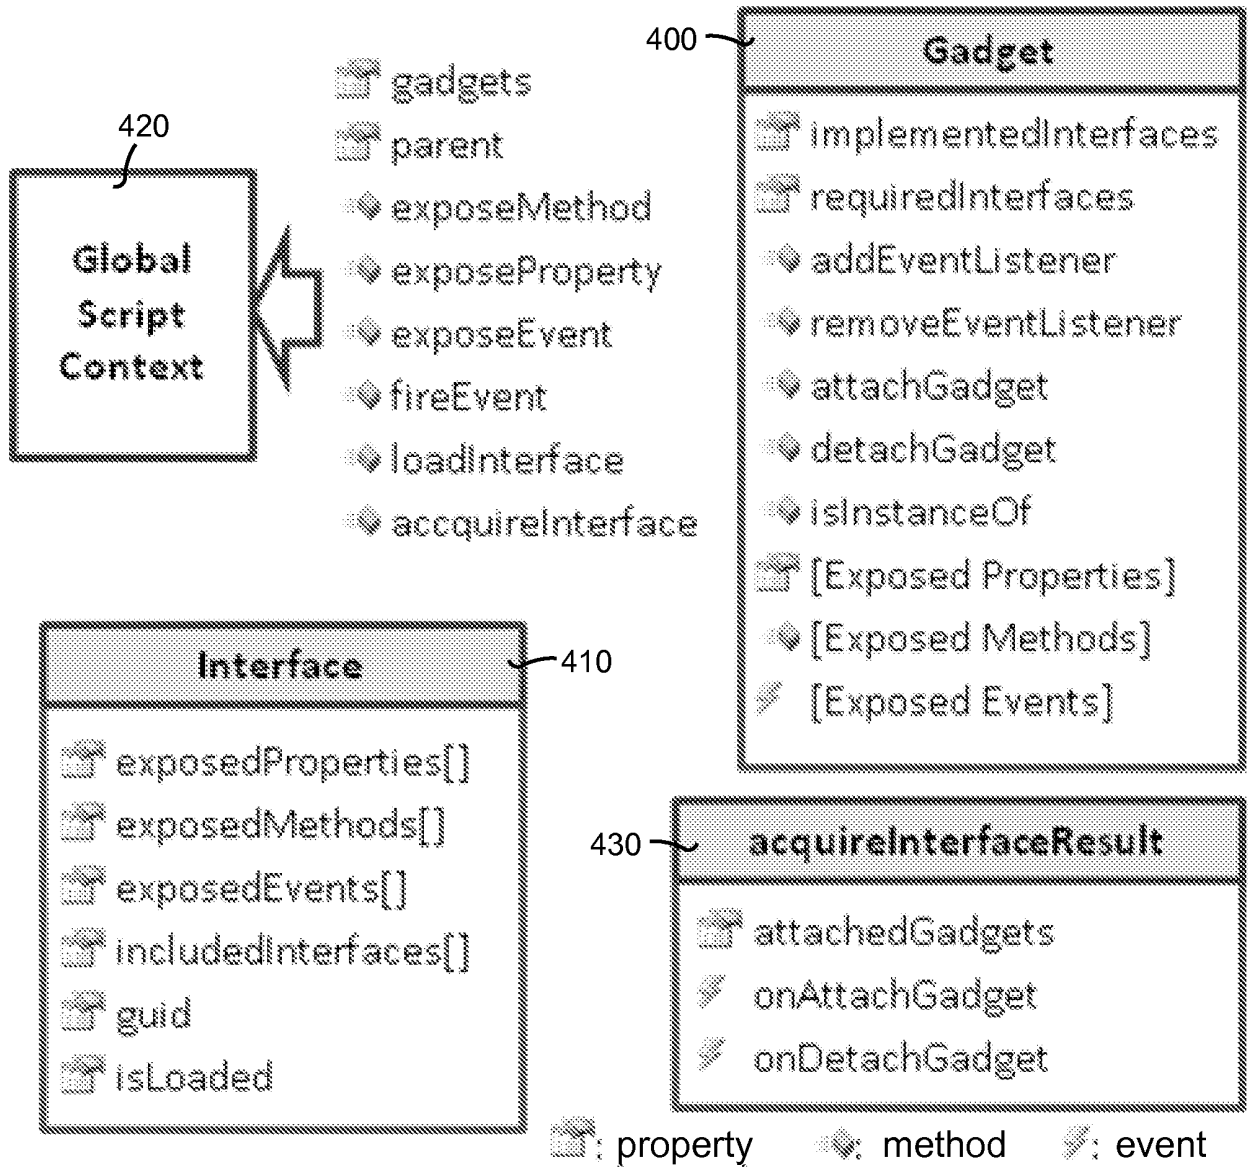 420
Global
Script
Context
gadgets
parent
exposeMethod
exposeProperty
exposeEvent
fireEvent
loadInterface
accquireInterface
400
Gadget
implementedInterfaces
requiredInterfaces
addEventListener
removeEventListener
attachGadget
detachGadget
isInstanceOf
[Exposed Properties]
[Exposed Methods]
[Exposed Events]
Interface
410
exposedProperties[]
exposedMethods[]
exposedEvents[]
includedInterfaces[]
guid
isLoaded
430
acquireInterfaceResult
attachedGadgets
onAttachGadget
onDetachGadget
: property : method : event